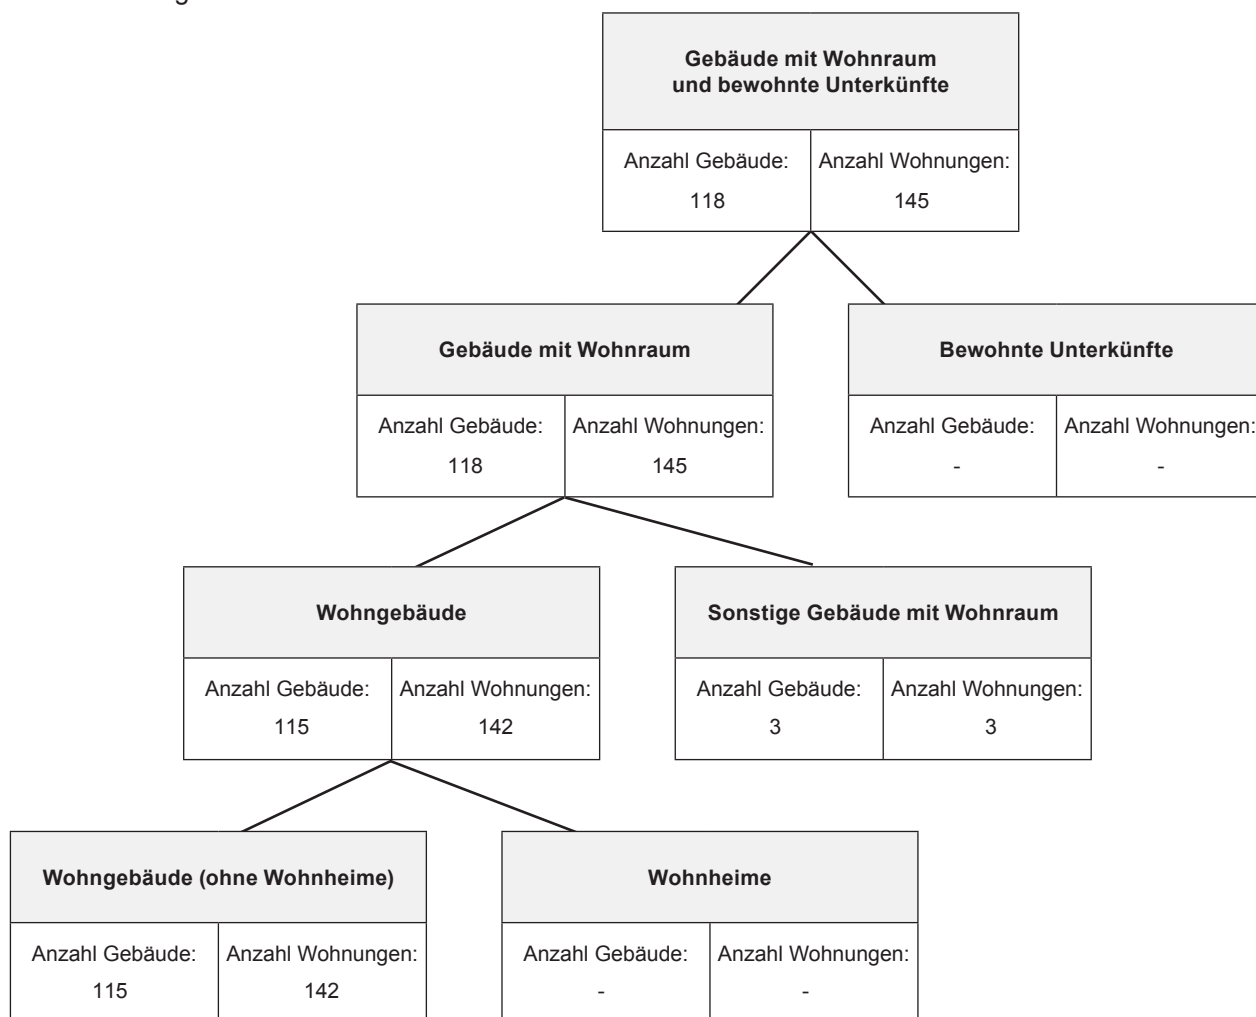 Gebäude mit Wohnraum
und bewohnte Unterkünfte
Anzahl Gebäude: Anzahl Wohnungen:
118 145
Gebäude mit Wohnraum
Bewohnte Unterkünfte
Anzahl Gebäude: Anzahl Wohnungen:
118 145
Anzahl Gebäude: Anzahl Wohnungen:
- -
Wohngebäude
Sonstige Gebäude mit Wohnraum
Anzahl Gebäude: Anzahl Wohnungen:
115 142
Anzahl Gebäude: Anzahl Wohnungen:
3 3
Wohngebäude (ohne Wohnheime)
Wohnheime
Anzahl Gebäude: Anzahl Wohnungen:
115 142
Anzahl Gebäude: Anzahl Wohnungen:
- -